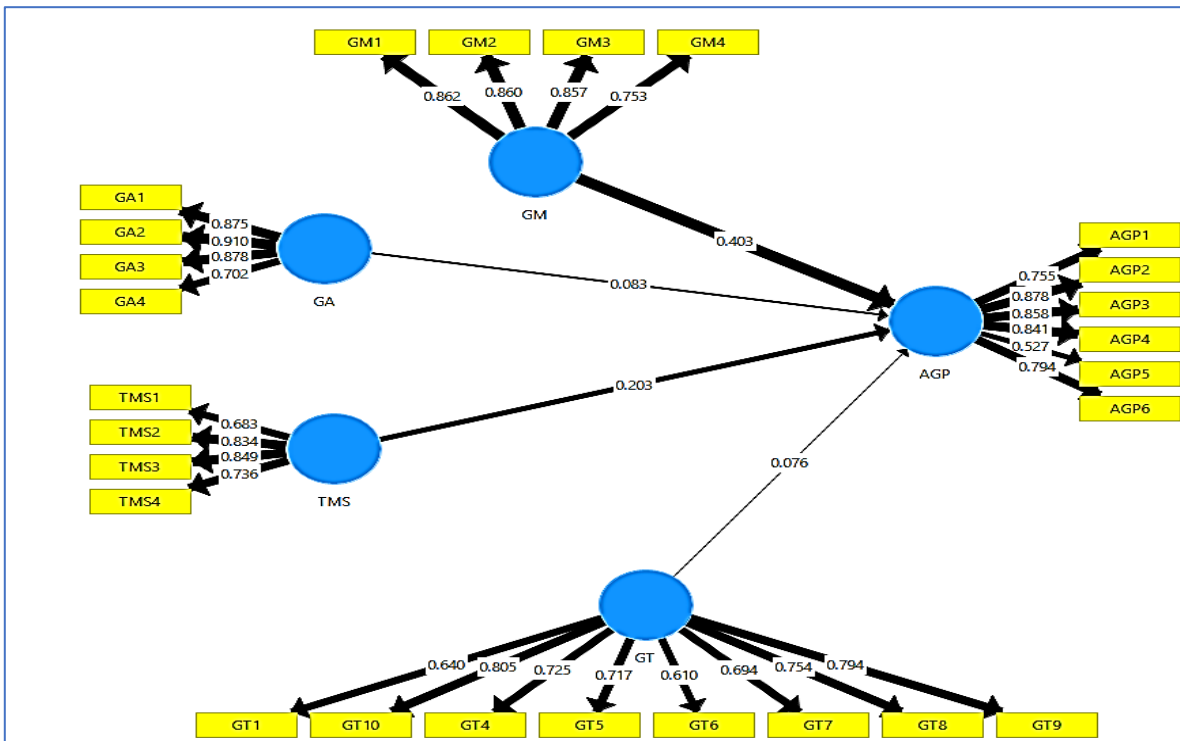 GM1 GM2 GM3 GM4
0.862 0.860 0.857 0.753
GM
GA1
GA2
GA3
GA4
0.875
0.910
0.878
0.702
GA
0.403
0.083
AGP1
AGP2
AGP3
AGP4
AGP5
AGP6
0.755
0.878
0.858
0.841
0.527
0.794
AGP
TMS1
TMS2
TMS3
TMS4
0.683
0.834
0.849
0.736
TMS
0.203
0.076
GT
0.640 0.805 0.725 0.717 0.610 0.694 0.754 0.794
GT1 GT10 GT4 GT5 GT6 GT7 GT8 GT9